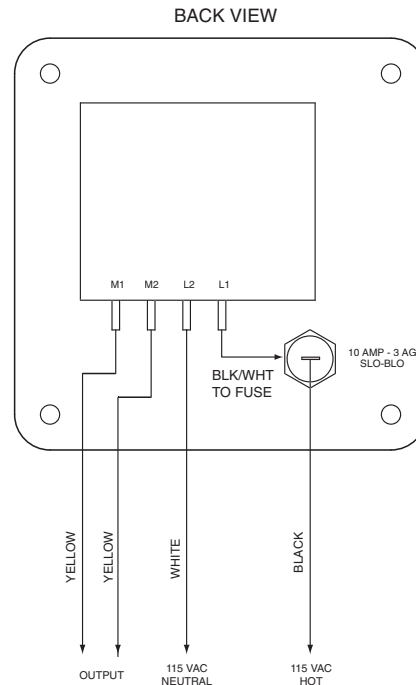 BACK VIEW
M1 M2 L2 L1
10 AMP - 3 AG
SLO-BLO
BLK/WHT
TO FUSE
YELLOW
YELLOW
WHITE
BLACK
OUTPUT
115 VAC
NEUTRAL
115 VAC
HOT